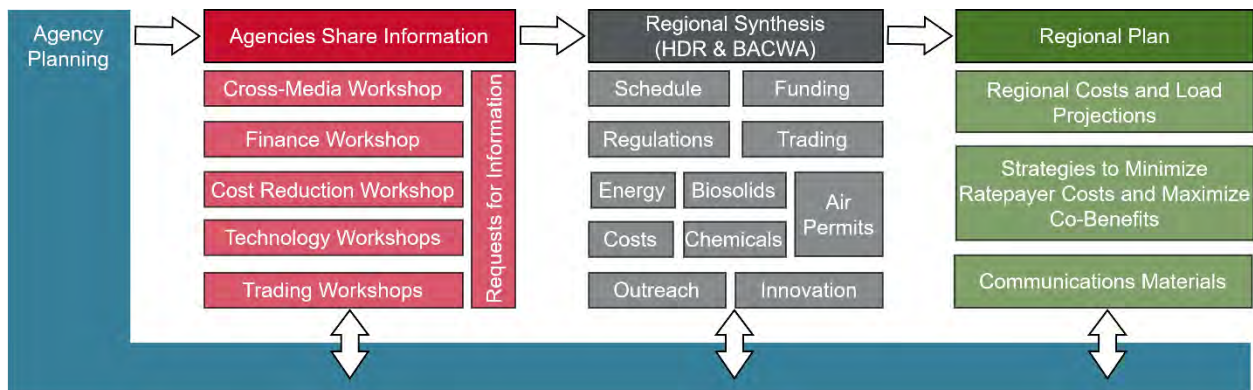 Agency
Planning
Agencies Share Information
Cross-Media Workshop
Finance Workshop
Cost Reduction Workshop
Technology Workshops
Trading Workshops
Requests for Information
Regional Synthesis
(HDR & BACWA)
Schedule
Funding
Regulations
Trading
Energy
Biosolids
Air
Permits
Costs
Chemicals
Outreach
Innovation
Regional Plan
Regional Costs and Load
Projections
Strategies to Minimize
Ratepayer Costs and Maximize
Co-Benefits
Communications Materials